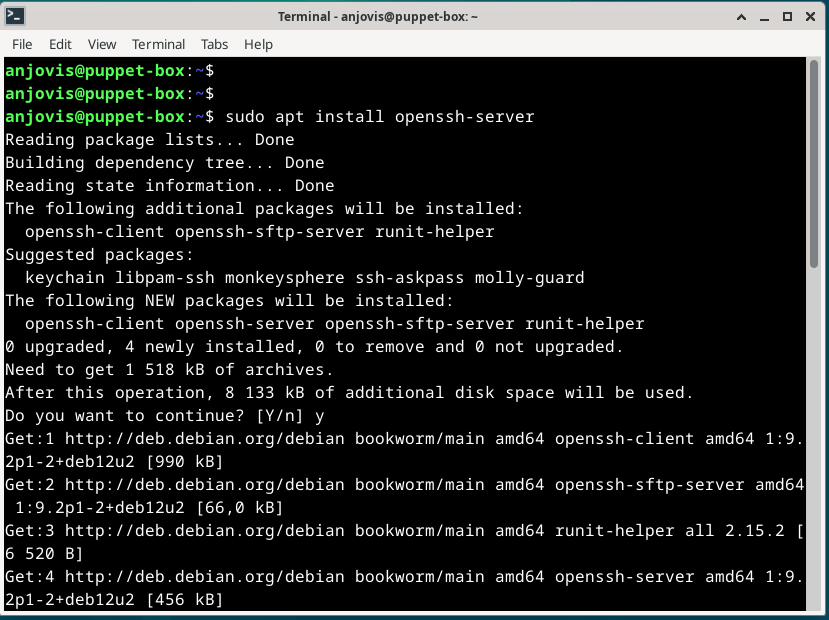 Terminal - anjovis@puppet-box: ~
File Edit View Terminal Tabs Help
anjovis@puppet-box:~$
anjovis@puppet-box:~$
anjovis@puppet-box:~$ sudo apt install openssh-server
Reading package lists... Done
Building dependency tree... Done
Reading state information... Done
The following additional packages will be installed:
  openssh-client openssh-sftp-server runit-helper
Suggested packages:
  keychain libpam-ssh monkeysphere ssh-askpass molly-guard
The following NEW packages will be installed:
  openssh-client openssh-server openssh-sftp-server runit-helper
0 upgraded, 4 newly installed, 0 to remove and 0 not upgraded.
Need to get 1 518 kB of archives.
After this operation, 8 133 kB of additional disk space will be used.
Do you want to continue? [Y/n] y
Get:1 http://deb.debian.org/debian bookworm/main amd64 openssh-client amd64 1:9.
2p1-2+deb12u2 [990 kB]
Get:2 http://deb.debian.org/debian bookworm/main amd64 openssh-sftp-server amd64
 1:9.2p1-2+deb12u2 [66,0 kB]
Get:3 http://deb.debian.org/debian bookworm/main amd64 runit-helper all 2.15.2 [
6 520 B]
Get:4 http://deb.debian.org/debian bookworm/main amd64 openssh-server amd64 1:9.
2p1-2+deb12u2 [456 kB]